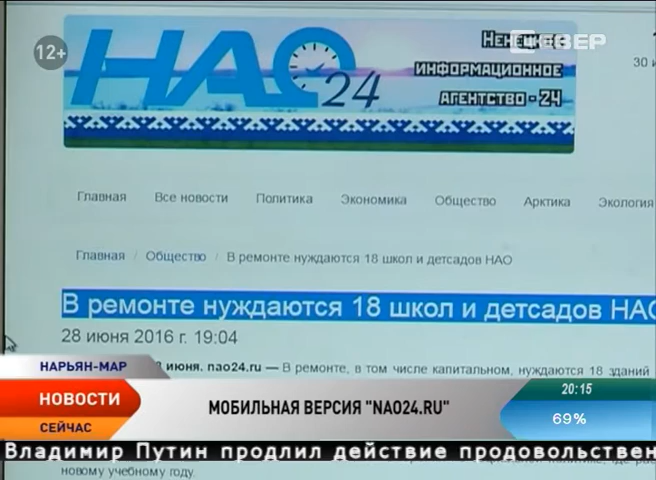 12+
НАО 24
Ненецкое
информационное
агентство - 24
СЕВЕР
30 и
Главная Все новости Политика Экономика Общество Арктика Экология
Главная / Общество / В ремонте нуждаются 18 школ и детсадов НАО
В ремонте нуждаются 18 школ и детсадов НАО
28 июня 2016 г. 19:04
июня. nao24.ru — В ремонте, в том числе капитальном, нуждаются 18 зданий
НАРЬЯН-МАР
НОВОСТИ
СЕЙЧАС
МОБИЛЬНАЯ ВЕРСИЯ "NAO24.RU"
20:15
69%
Владимир Путин продлил действие продовольствен
новому учебному году.